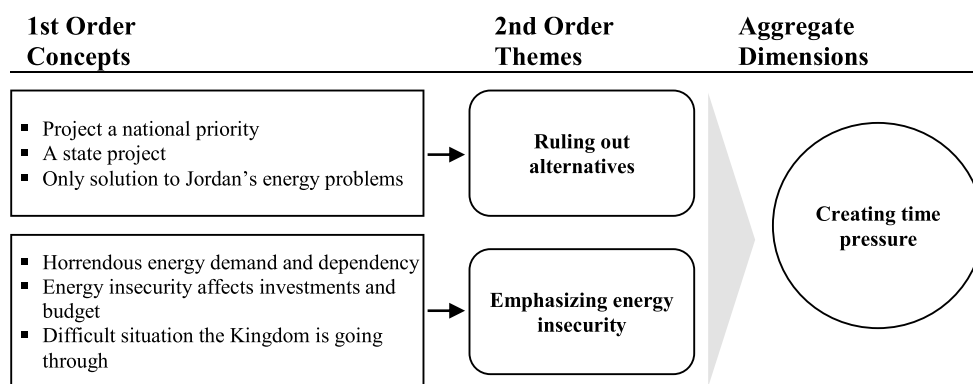 1st Order
Concepts
2nd Order
Themes
Aggregate
Dimensions
▪ Project a national priority
▪ A state project
▪ Only solution to Jordan’s energy problems
Ruling out
alternatives
▪ Horrendous energy demand and dependency
▪ Energy insecurity affects investments and
budget
▪ Difficult situation the Kingdom is going
through
Emphasizing energy
insecurity
Creating time
pressure